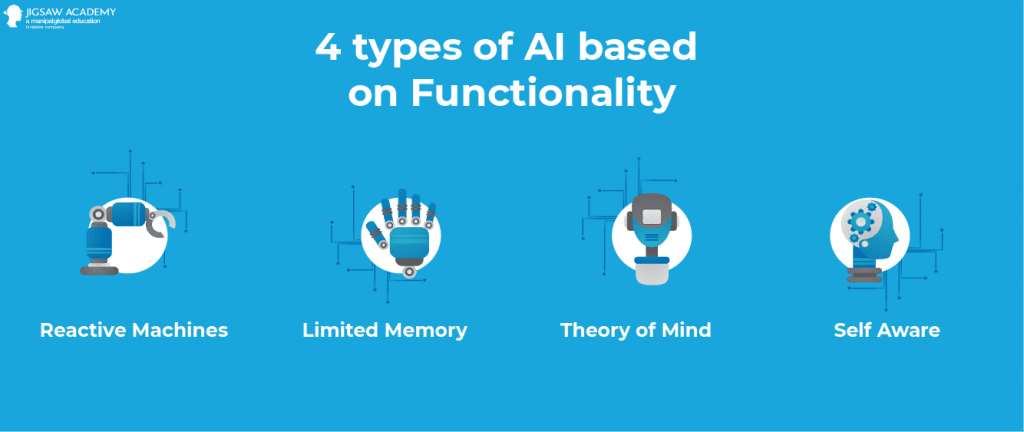 JIGSAW ACADEMY
a manipalglobal education
4 types of AI based
on Functionality
Reactive Machines
Limited Memory
Theory of Mind
Self Aware